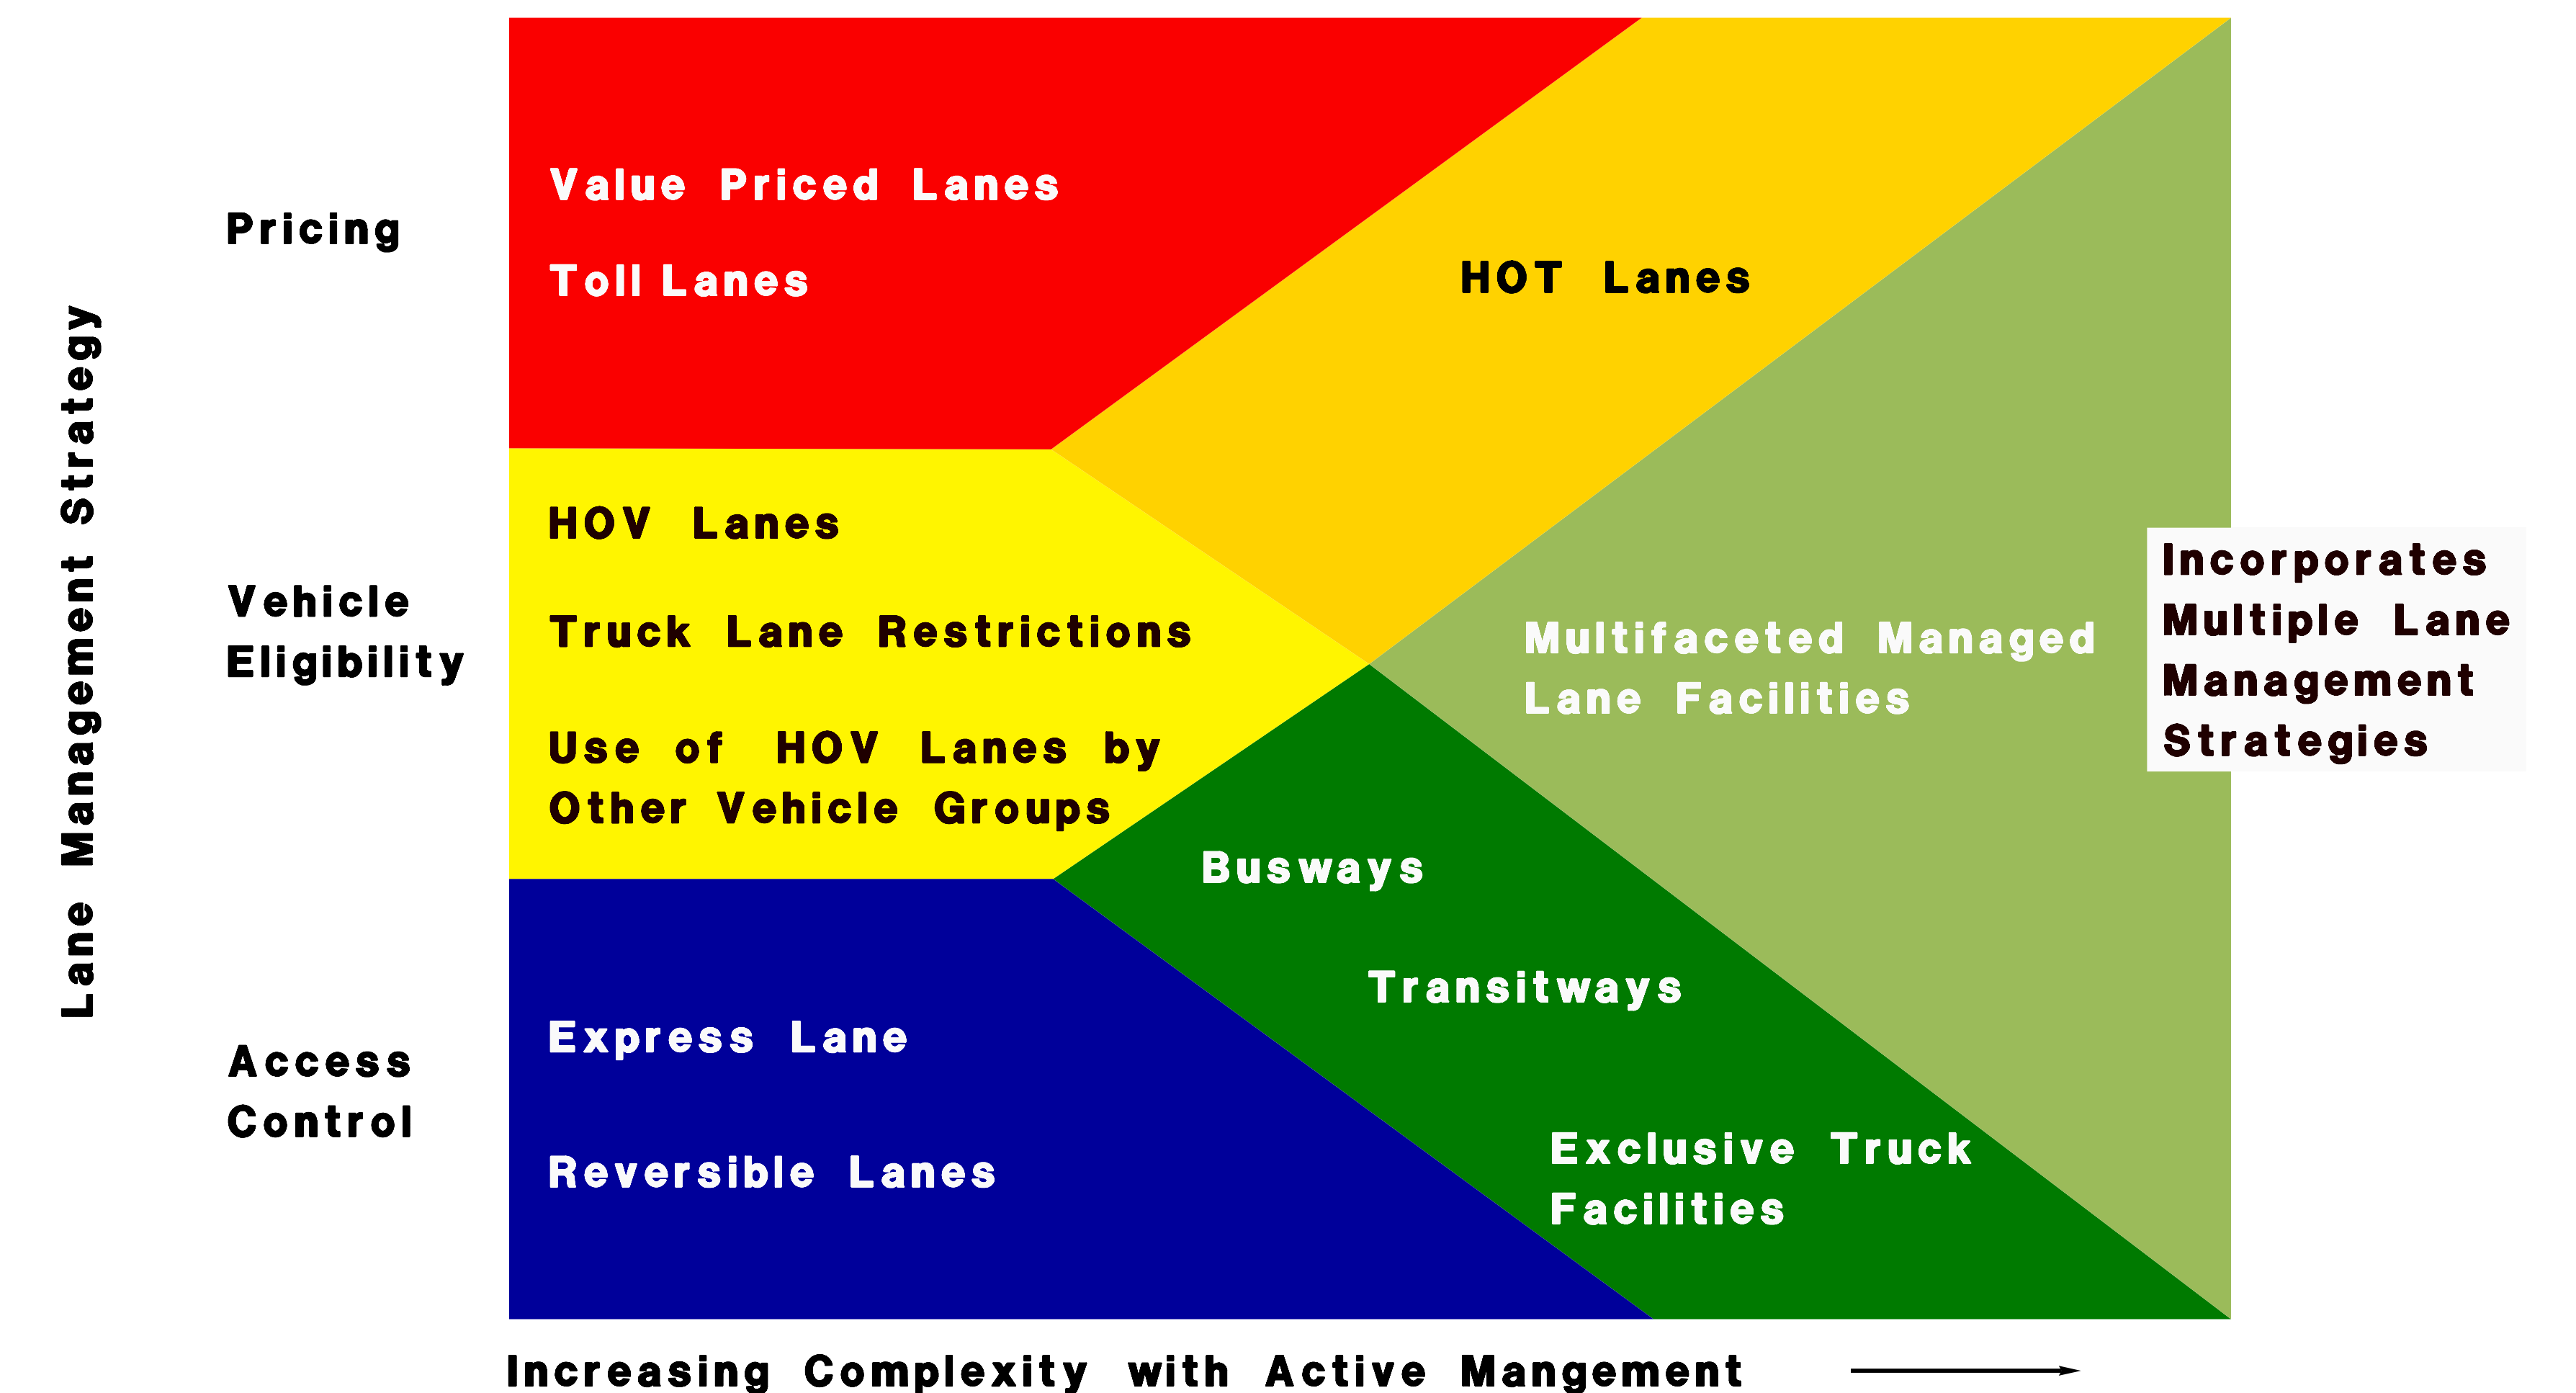 Lane Management Strategy
Pricing
Value Priced Lanes
Toll Lanes
HOT Lanes
Vehicle
Eligibility
HOV Lanes
Truck Lane Restrictions
Use of HOV Lanes by
Other Vehicle Groups
Multifaceted Managed
Lane Facilities
Incorporates
Multiple Lane
Management
Strategies
Access
Control
Express Lane
Reversible Lanes
Busways
Transitways
Exclusive Truck
Facilities
Increasing Complexity with Active Mangement